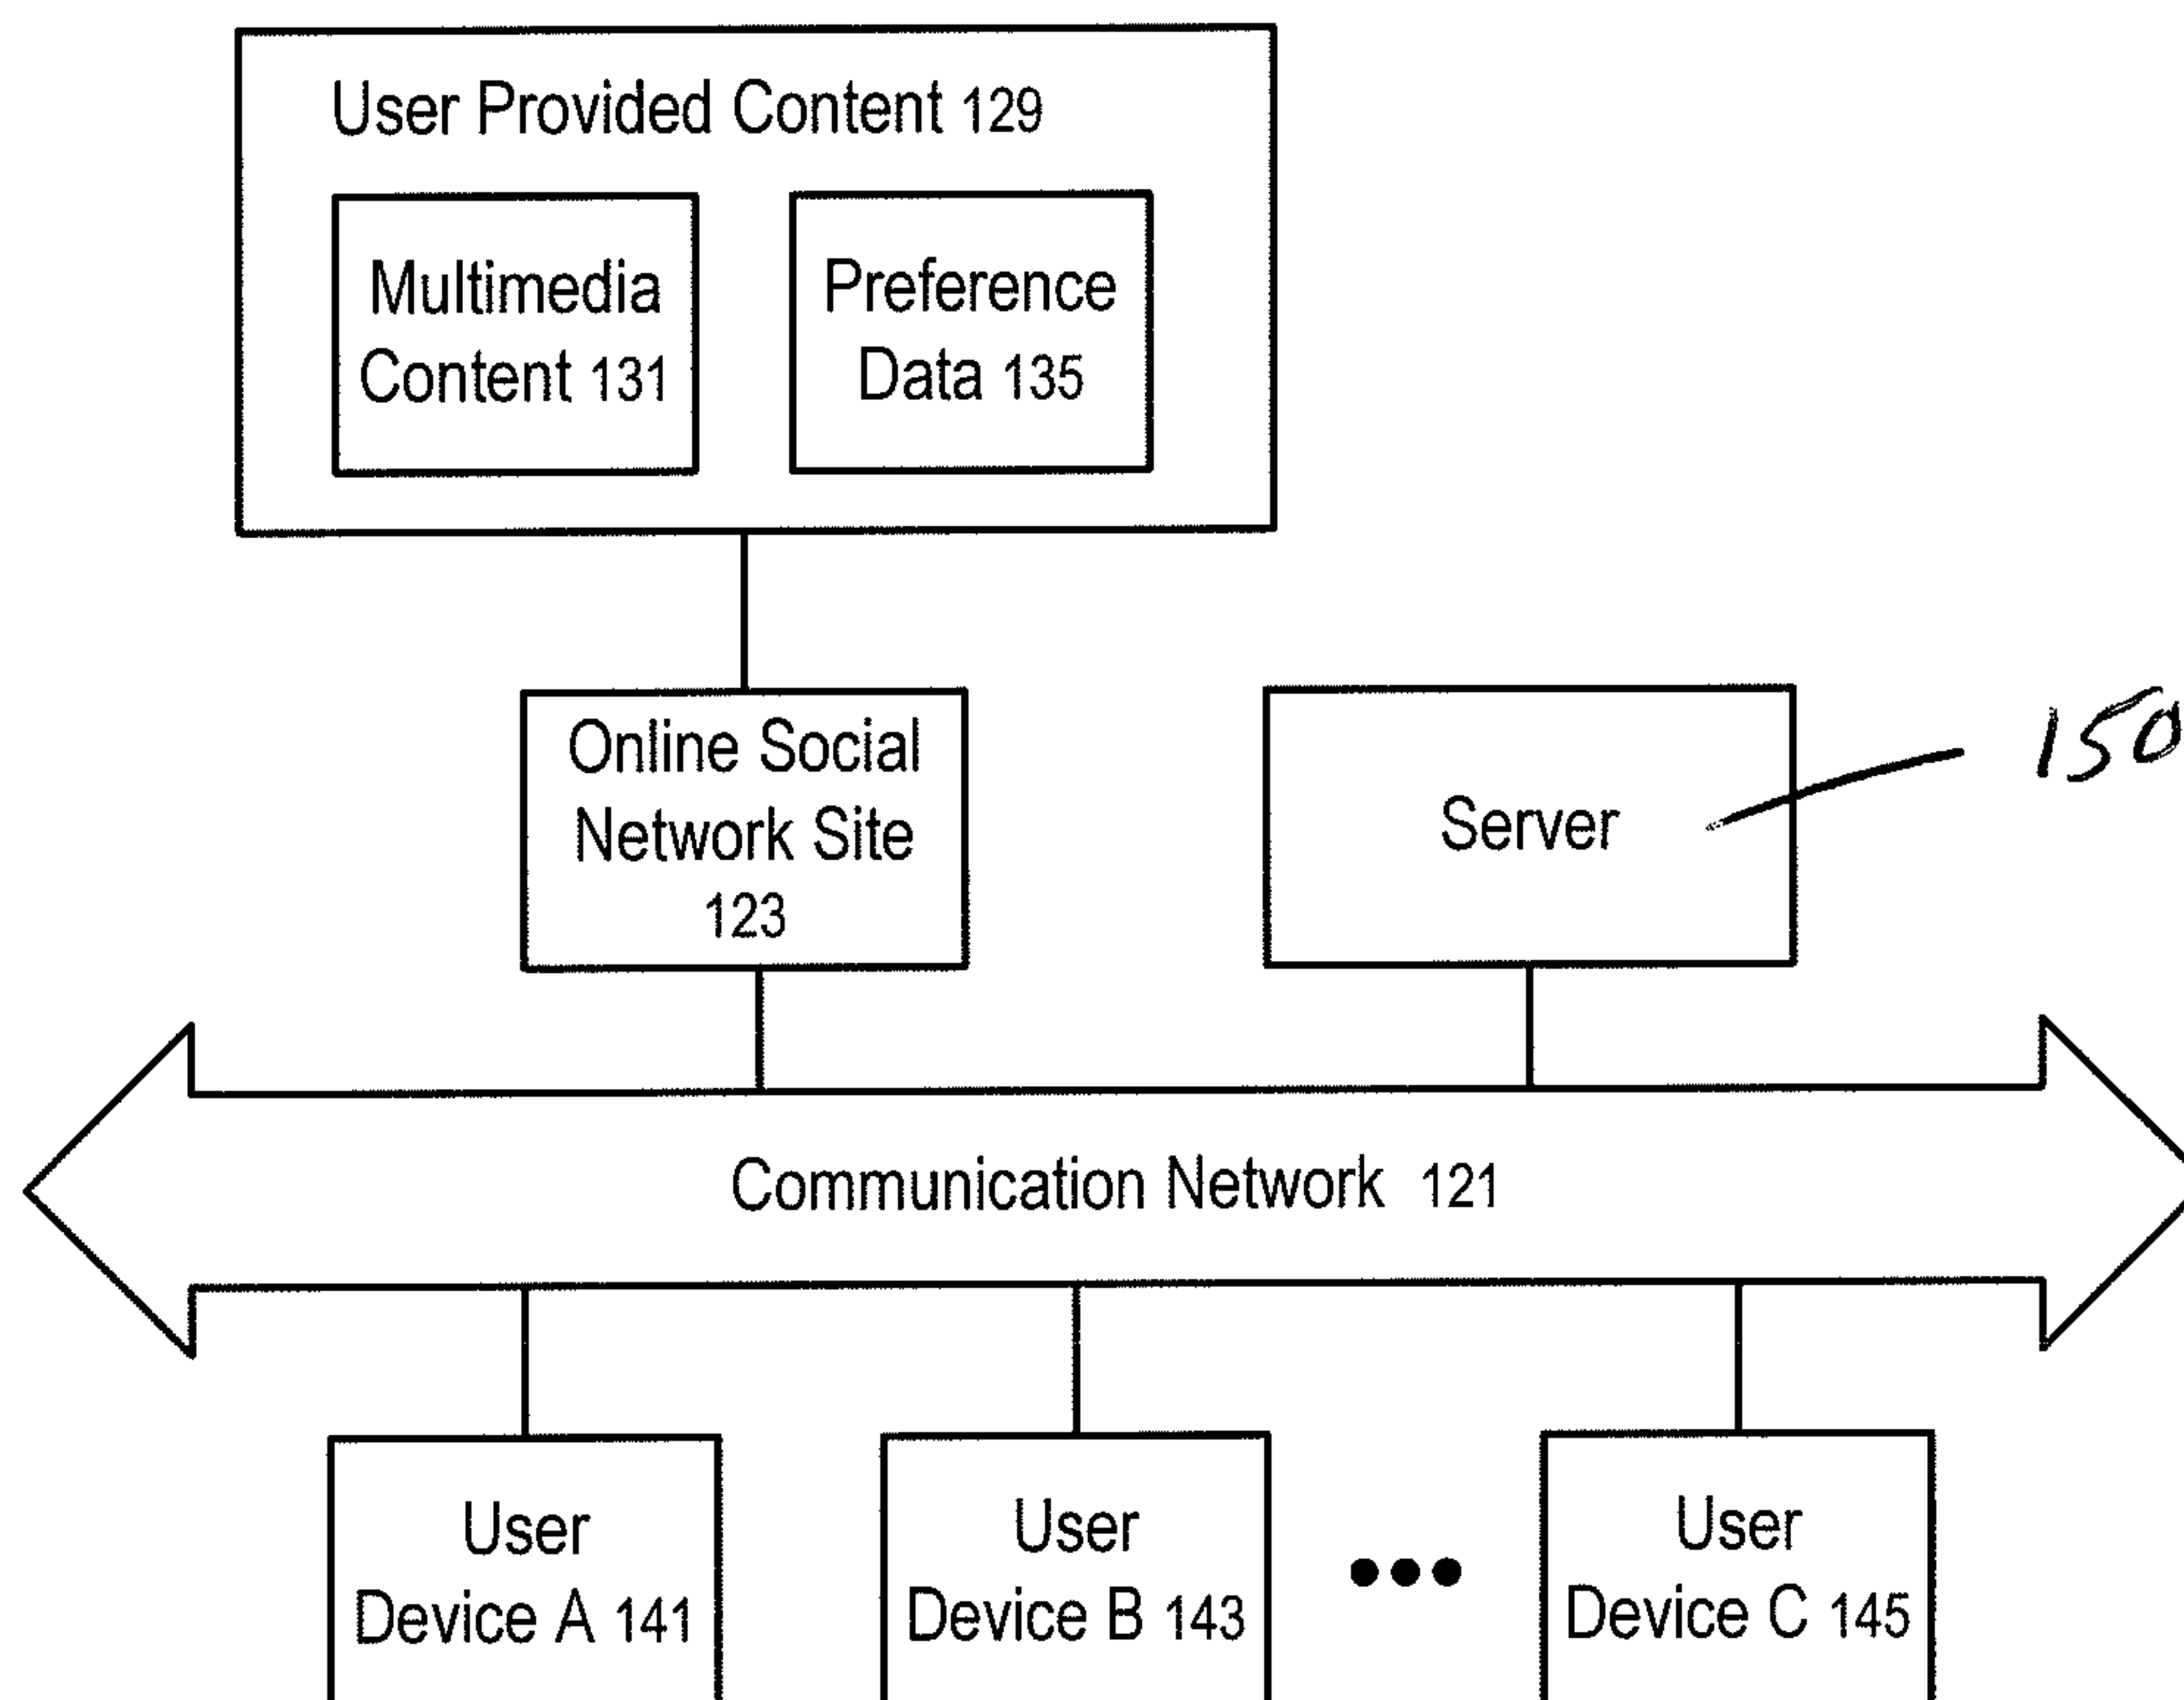 User Provided Content 129
Multimedia
Content 131
Preference
Data 135
Online Social
Network Site
123
Server
150
Communication Network 121
User
Device A 141
User
Device B 143
User
Device C 145